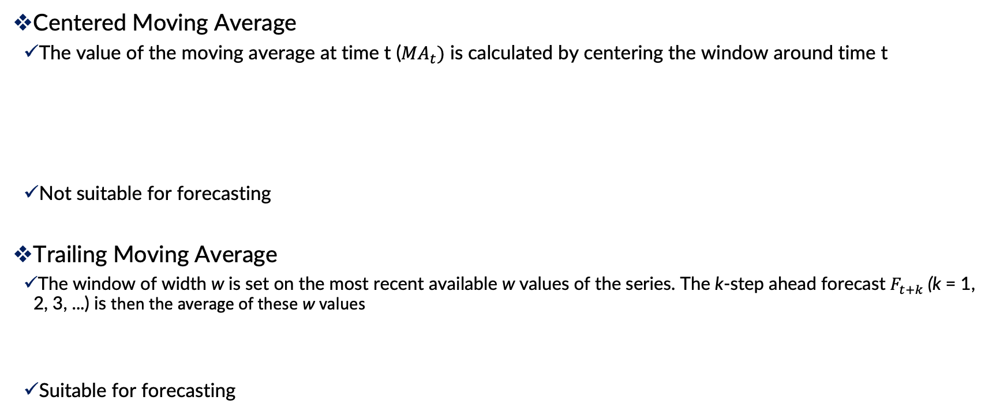 ❖Centered Moving Average
✓The value of the moving average at time t (MAₜ) is calculated by centering the window around time t
✓Not suitable for forecasting
❖Trailing Moving Average
✓The window of width w is set on the most recent available w values of the series. The k-step ahead forecast Fₜ₊ₖ (k = 1,
2, 3, …) is then the average of these w values
✓Suitable for forecasting